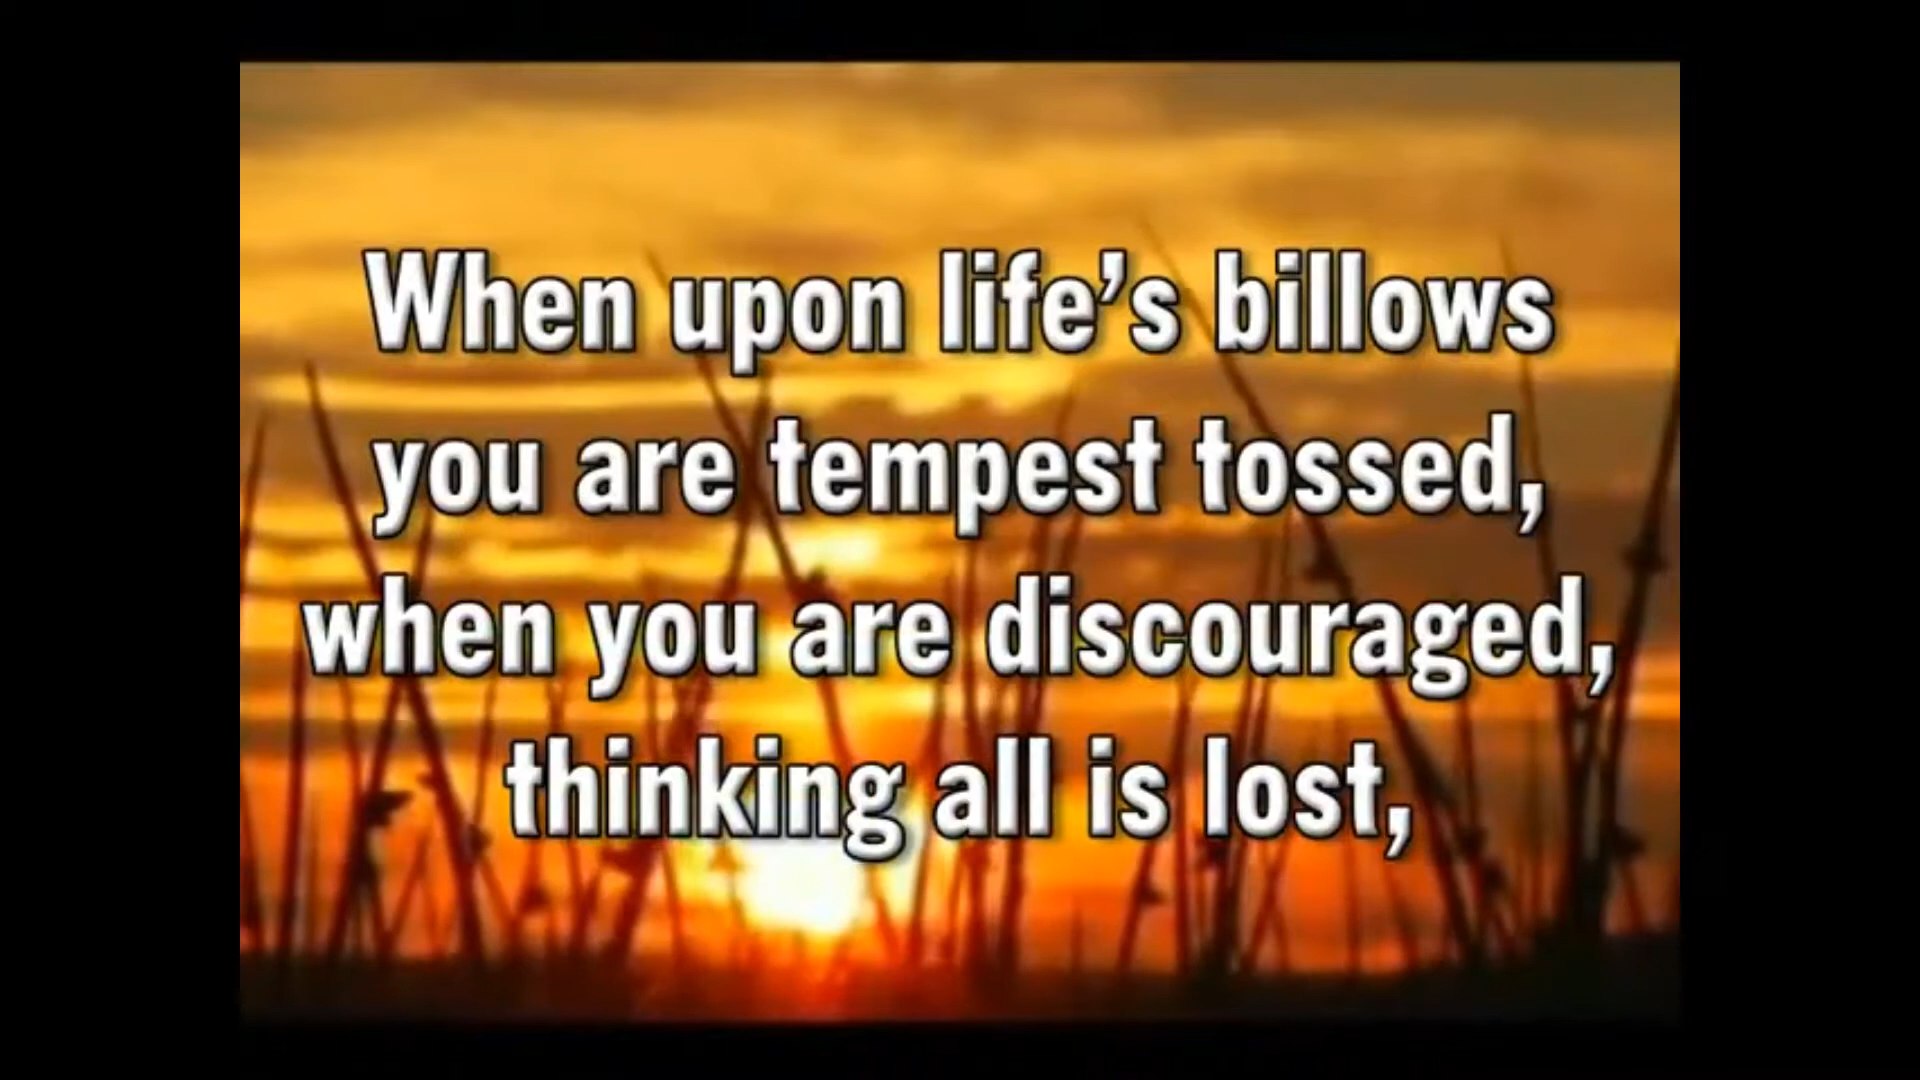 When upon life’s billows
you are tempest tossed,
when you are discouraged,
thinking all is lost,